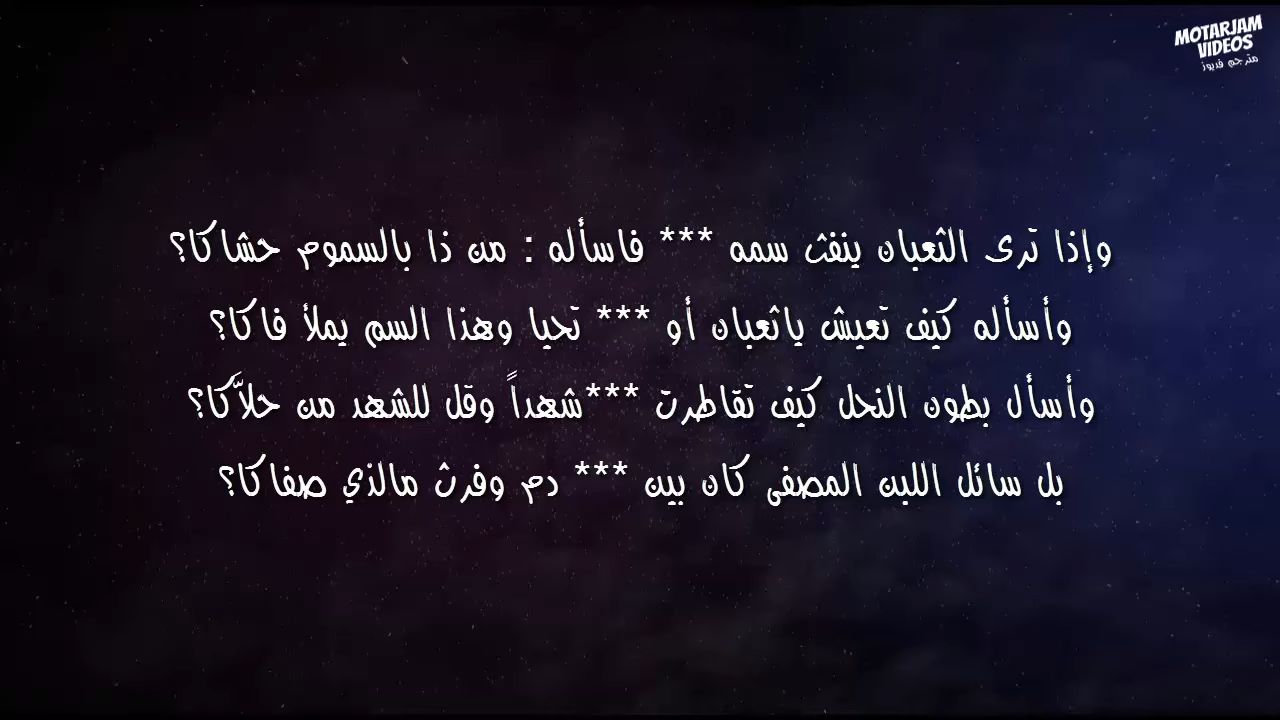 MOTARJAM
VIDEOS
مترجم فديوز
وإذا ترى الثعبان ينفث سمه *** فاسأله : من ذا بالسموم حشاكا؟
وأسأله كيف تعيش ياثعبان أو *** تحيا وهذا السم يملأ فاكا؟
وأسأل بطون النحل كيف تقاطرت ***شهداً وقل للشهد من حلاَّكا؟
بل سائل اللبن المصفى كان بين *** دم وفرث مالذي صفاكا؟